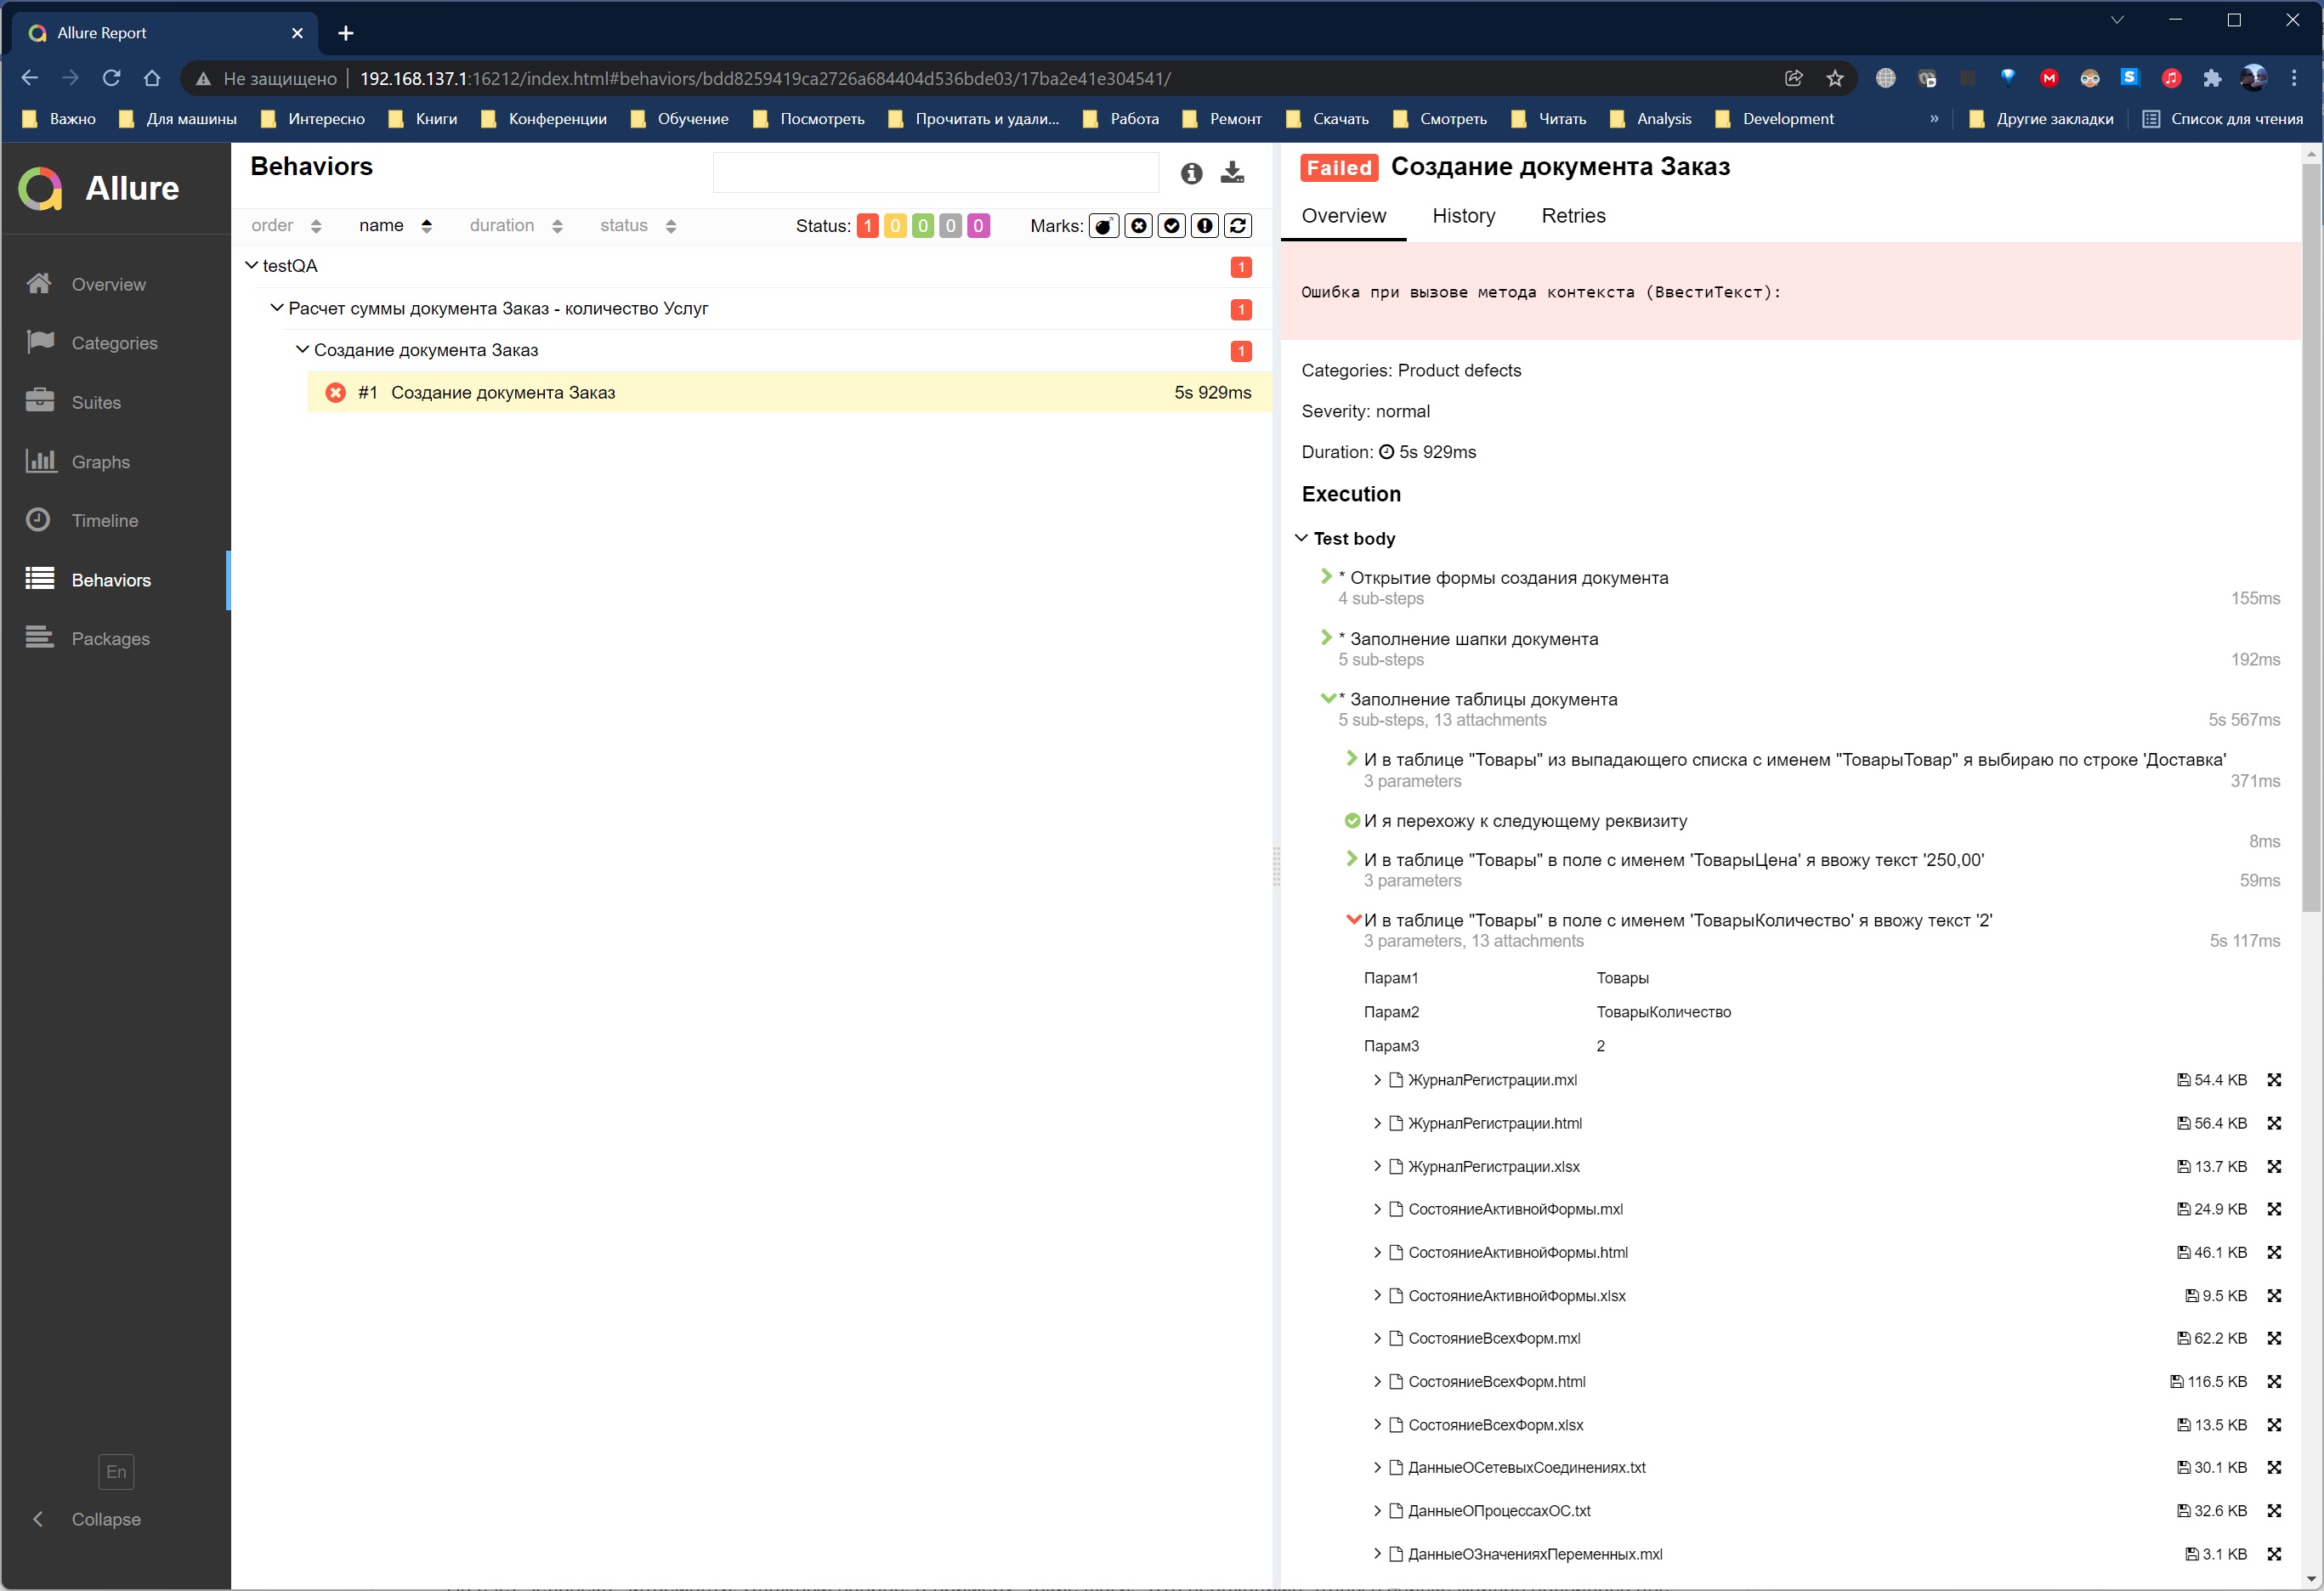 Allure Report
Не защищено 192.168.137.1:16212/index.html#behaviors/bdd8259419ca2726a684404d536bde03/17ba2e41e304541/
Важно Для машины Интересно Книги Конференции Обучение Посмотреть Прочитать и удали... Работа Ремонт Скачать Смотреть Читать Analysis Development » Другие закладки Список для чтения
Allure
Overview
Categories
Suites
Graphs
Timeline
Behaviors
Packages
En
Collapse
Behaviors
order name duration status Status: 1 0 0 0 0 Marks:
testQA 1
Расчет суммы документа Заказ - количество Услуг 1
Создание документа Заказ 1
#1 Создание документа Заказ 5s 929ms
Failed Создание документа Заказ
Overview History Retries
Ошибка при вызове метода контекста (ВвестиТекст):
Categories: Product defects
Severity: normal
Duration: 5s 929ms
Execution
Test body
* Открытие формы создания документа
4 sub-steps 155ms
* Заполнение шапки документа
5 sub-steps 192ms
* Заполнение таблицы документа
5 sub-steps, 13 attachments 5s 567ms
И в таблице "Товары" из выпадающего списка с именем "ТоварыТовар" я выбираю по строке 'Доставка'
3 parameters 371ms
И я перехожу к следующему реквизиту
8ms
И в таблице "Товары" в поле с именем 'ТоварыЦена' я ввожу текст '250,00'
3 parameters 59ms
И в таблице "Товары" в поле с именем 'ТоварыКоличество' я ввожу текст '2'
3 parameters, 13 attachments 5s 117ms
Парам1 Товары
Парам2 ТоварыКоличество
Парам3 2
ЖурналРегистрации.mxl 54.4 KB
ЖурналРегистрации.html 56.4 KB
ЖурналРегистрации.xlsx 13.7 KB
СостояниеАктивнойФормы.mxl 24.9 KB
СостояниеАктивнойФормы.html 46.1 KB
СостояниеАктивнойФормы.xlsx 9.5 KB
СостояниеВсехФорм.mxl 62.2 KB
СостояниеВсехФорм.html 116.5 KB
СостояниеВсехФорм.xlsx 13.5 KB
ДанныеОСетевыхСоединениях.txt 30.1 KB
ДанныеОПроцессахОС.txt 32.6 KB
ДанныеОЗначенияхПеременных.mxl 3.1 KB